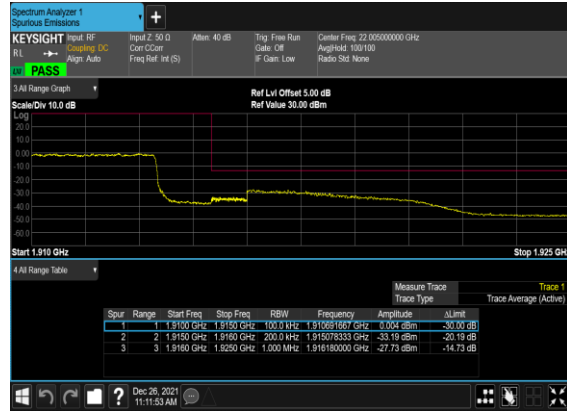 Spectrum Analyzer 1
Spurious Emissions
+
KEYSIGHT Input: RF Input Z: 50 Ω Atten: 40 dB Trig: Free Run Center Freq: 22.005000000 GHz
RL Coupling: DC Corr CCorr Gate: Off Avg|Hold: 100/100
Align: Auto Freq Ref: Int (S) IF Gain: Low Radio Std: None
PASS
3 All Range Graph
Ref Lvl Offset 5.00 dB
Scale/Div 10.0 dB Ref Value 30.00 dBm
Log
20.0
10.0
0.00
-10.0
-20.0
-30.0
-40.0
-50.0
-60.0
Start 1.910 GHz Stop 1.925 GH
4 All Range Table
Measure Trace Trace 1
Trace Type Trace Average (Active)
Spur Range Start Freq Stop Freq RBW Frequency Amplitude ΔLimit
1 1 1.9100 GHz 1.9150 GHz 100.0 kHz 1.910691667 GHz 0.004 dBm -30.00 dB
2 2 1.9150 GHz 1.9160 GHz 200.0 kHz 1.915078333 GHz -33.19 dBm -20.19 dB
3 3 1.9160 GHz 1.9250 GHz 1.000 MHz 1.916180000 GHz -27.73 dBm -14.73 dB
? Dec 26, 2021
11:11:53 AM